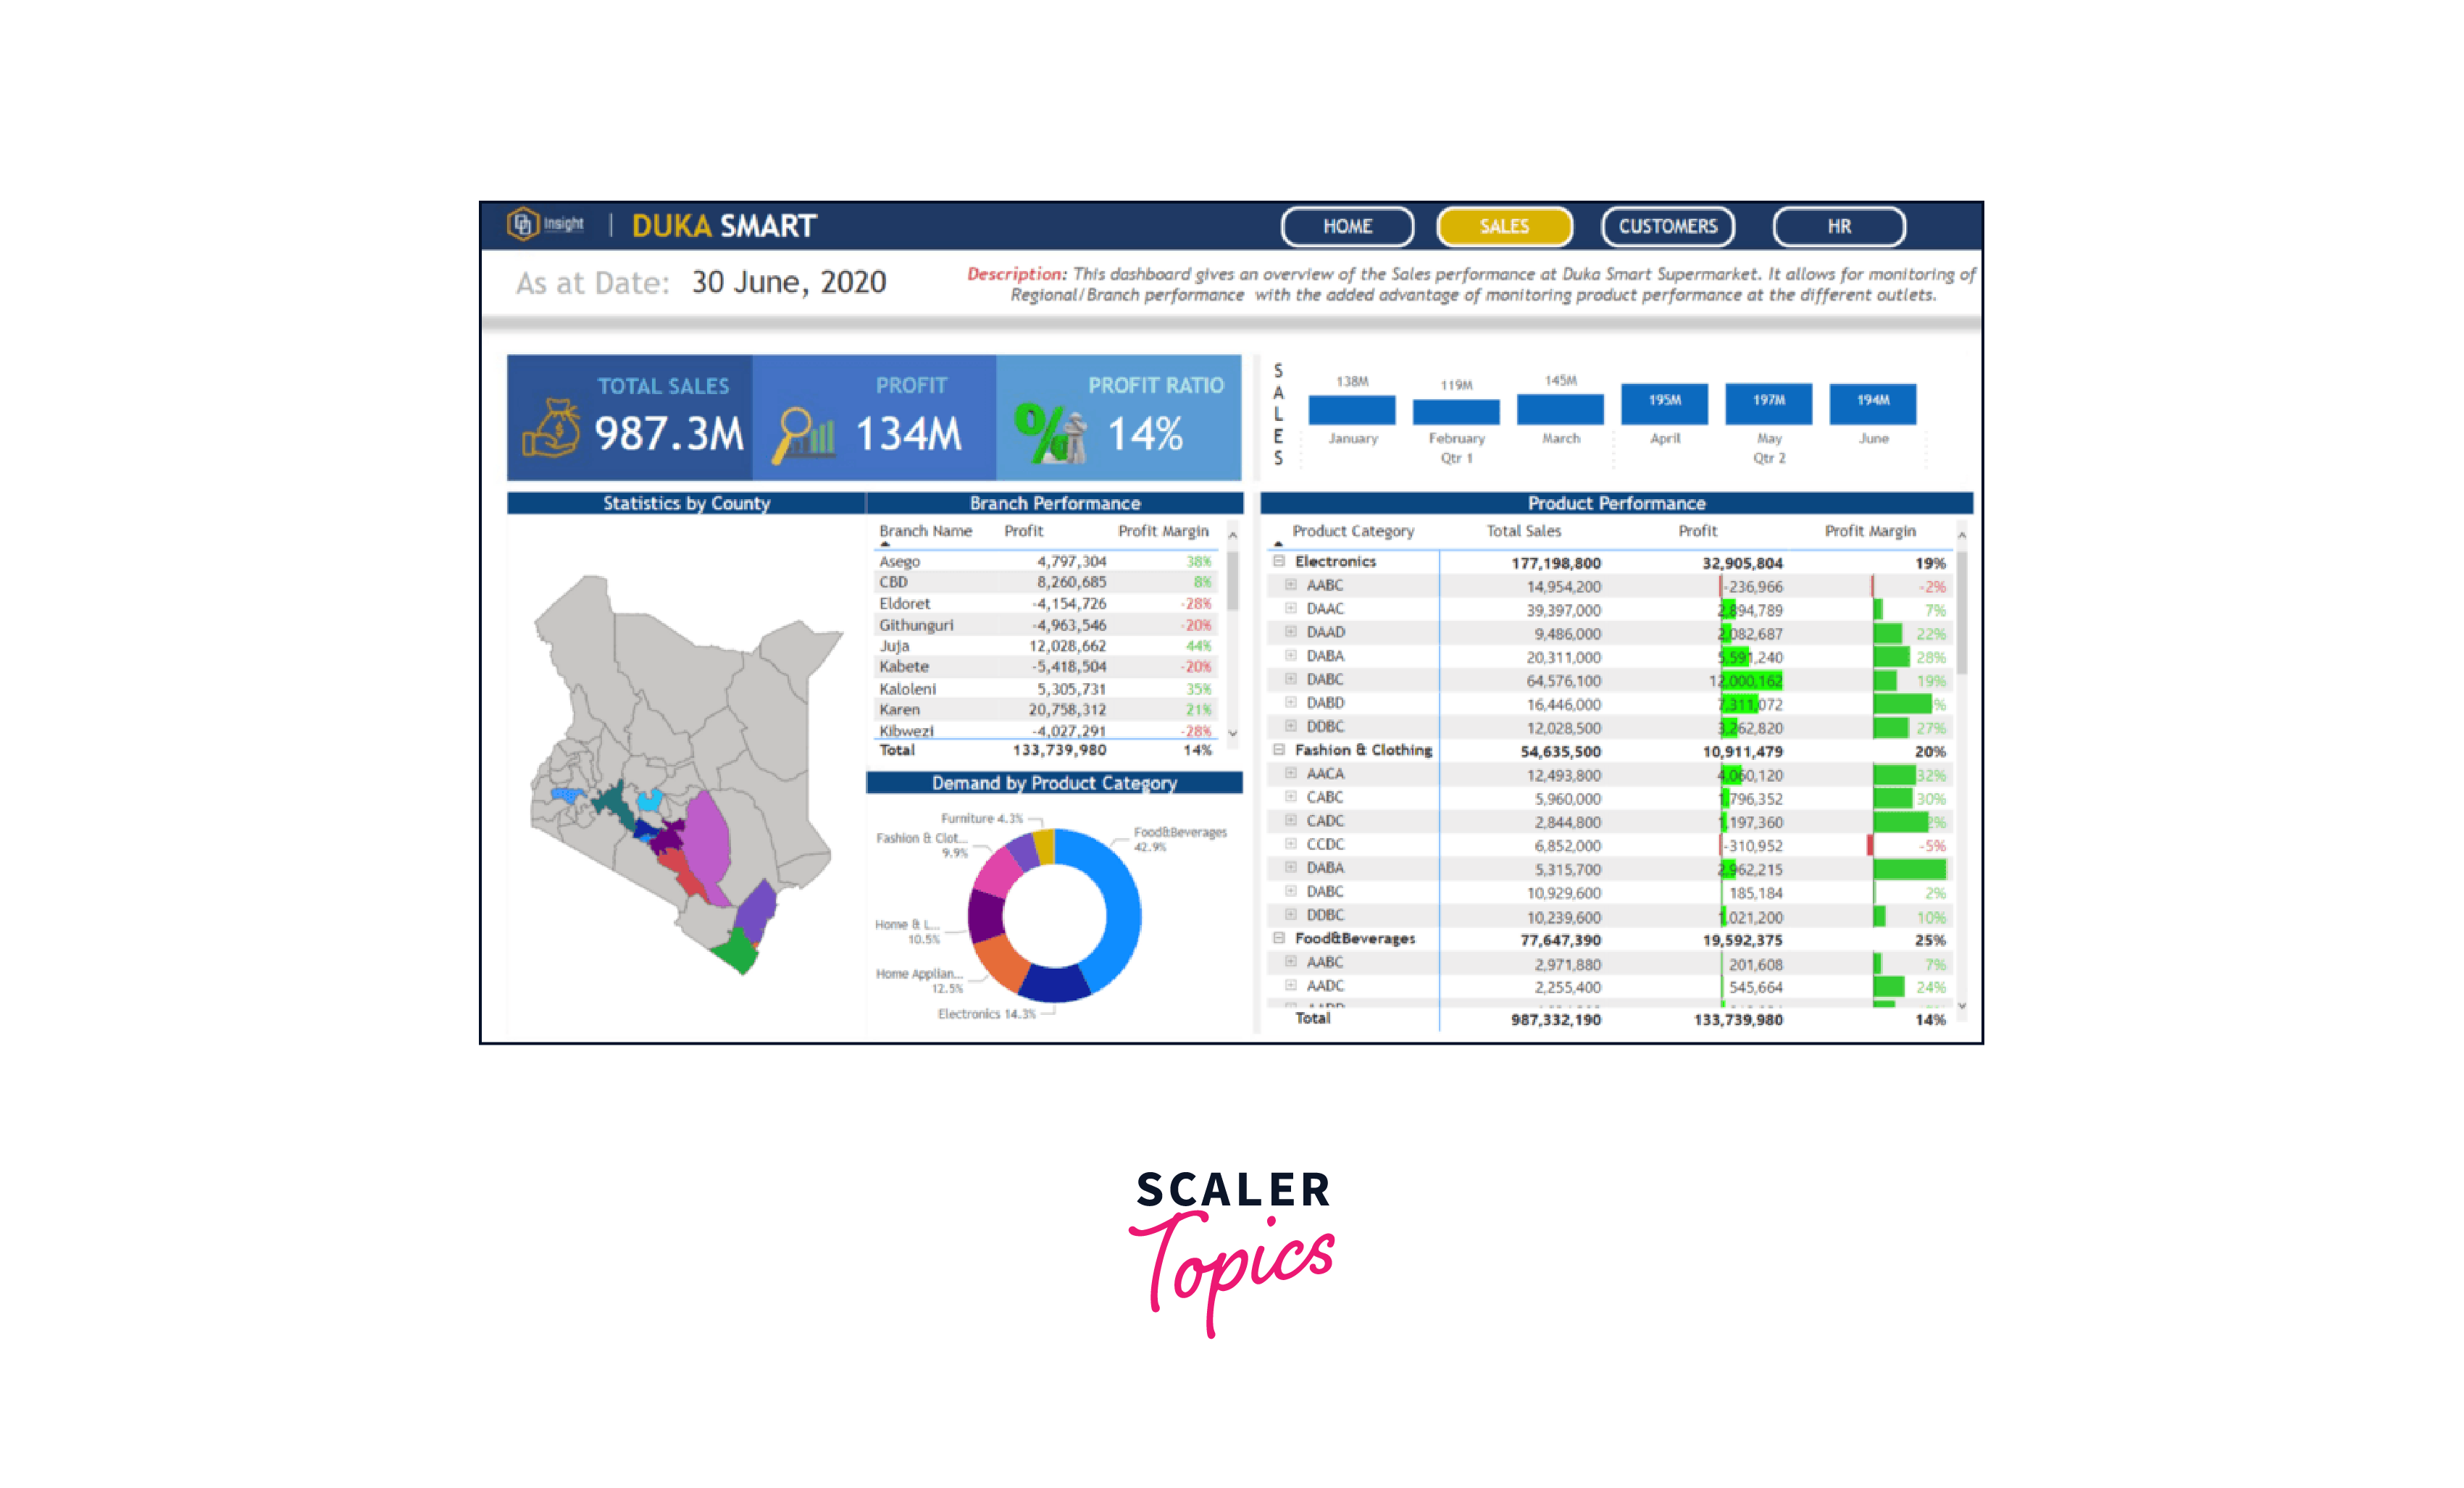 Insight | DUKA SMART
HOME SALES CUSTOMERS HR
As at Date: 30 June, 2020
Description: This dashboard gives an overview of the Sales performance at Duka Smart Supermarket. It allows for monitoring of
Regional/Branch performance with the added advantage of monitoring product performance at the different outlets.
TOTAL SALES
987.3M
PROFIT
134M
PROFIT RATIO
14%
SALES
138M 119M 145M 195M 197M 194M
January February March April May June
Qtr 1 Qtr 2
Statistics by County
Branch Performance
Branch Name Profit Profit Margin
Asego 4,797,304 38%
CBD 8,260,685 8%
Eldoret -4,154,726 -28%
Githunguri -4,963,546 -20%
Juja 12,028,662 44%
Kabete -5,418,504 -20%
Kaloleni 5,305,731 35%
Karen 20,758,312 21%
Kibwezi -4,027,291 -28%
Total 133,739,980 14%
Demand by Product Category
Furniture 4.3%
Fashion & Clot...
9.9%
Food&Beverages
42.9%
Home & L...
10.5%
Home Applian...
12.5%
Electronics 14.3%
Product Performance
Product Category Total Sales Profit Profit Margin
Electronics 177,198,800 32,905,804 19%
AABC 14,954,200 -236,966 -2%
DAAC 39,397,000 2,894,789 7%
DAAD 9,486,000 2,082,687 22%
DABA 20,311,000 5,591,240 28%
DABC 64,576,100 12,000,162 19%
DABD 16,446,000 7,311,072 %
DDBC 12,028,500 3,262,820 27%
Fashion & Clothing 54,635,500 10,911,479 20%
AACA 12,493,800 4,060,120 32%
CABC 5,960,000 1,796,352 30%
CADC 2,844,800 1,197,360
CCDC 6,852,000 -310,952 -5%
DABA 5,315,700 2,962,215
DABC 10,929,600 185,184 2%
DDBC 10,239,600 1,021,200 10%
Food&Beverages 77,647,390 19,592,375 25%
AABC 2,971,880 201,608 7%
AADC 2,255,400 545,664 24%
Total 987,332,190 133,739,980 14%
SCALER
Topics